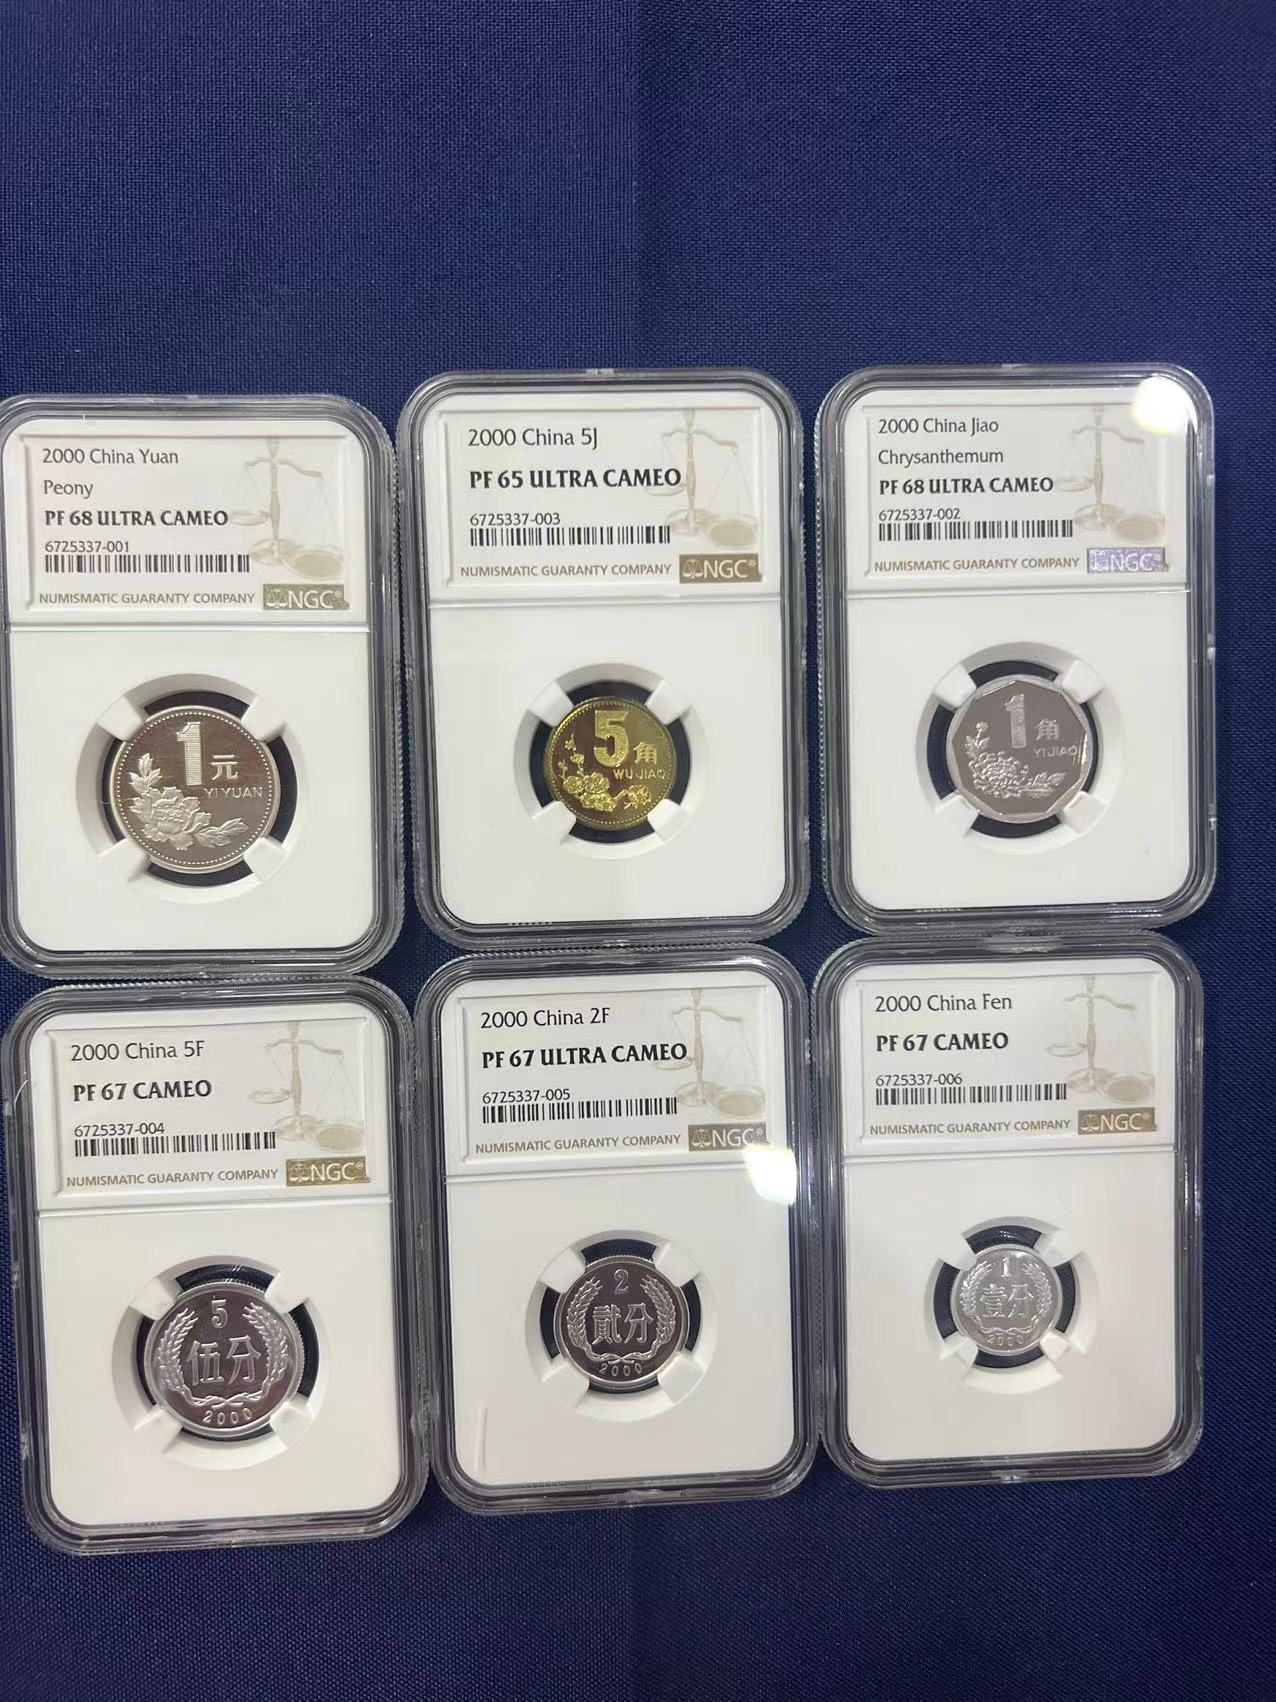 2000 China Yuan
Peony
PF 68 ULTRA CAMEO
6725337-001
NUMISMATIC GUARANTY COMPANY NGC®
1元
YI YUAN
2000 China 5J
PF 65 ULTRA CAMEO
6725337-003
NUMISMATIC GUARANTY COMPANY NGC®
5角
WU JIAO
2000 China Jiao
Chrysanthemum
PF 68 ULTRA CAMEO
6725337-002
NUMISMATIC GUARANTY COMPANY NGC®
1角
YI JIAO
2000 China 5F
PF 67 CAMEO
6725337-004
NUMISMATIC GUARANTY COMPANY NGC®
5
伍分
2000
2000 China 2F
PF 67 ULTRA CAMEO
6725337-005
NUMISMATIC GUARANTY COMPANY NGC
2
贰分
2000
2000 China Fen
PF 67 CAMEO
6725337-006
NUMISMATIC GUARANTY COMPANY NGC®
1
壹分
2000